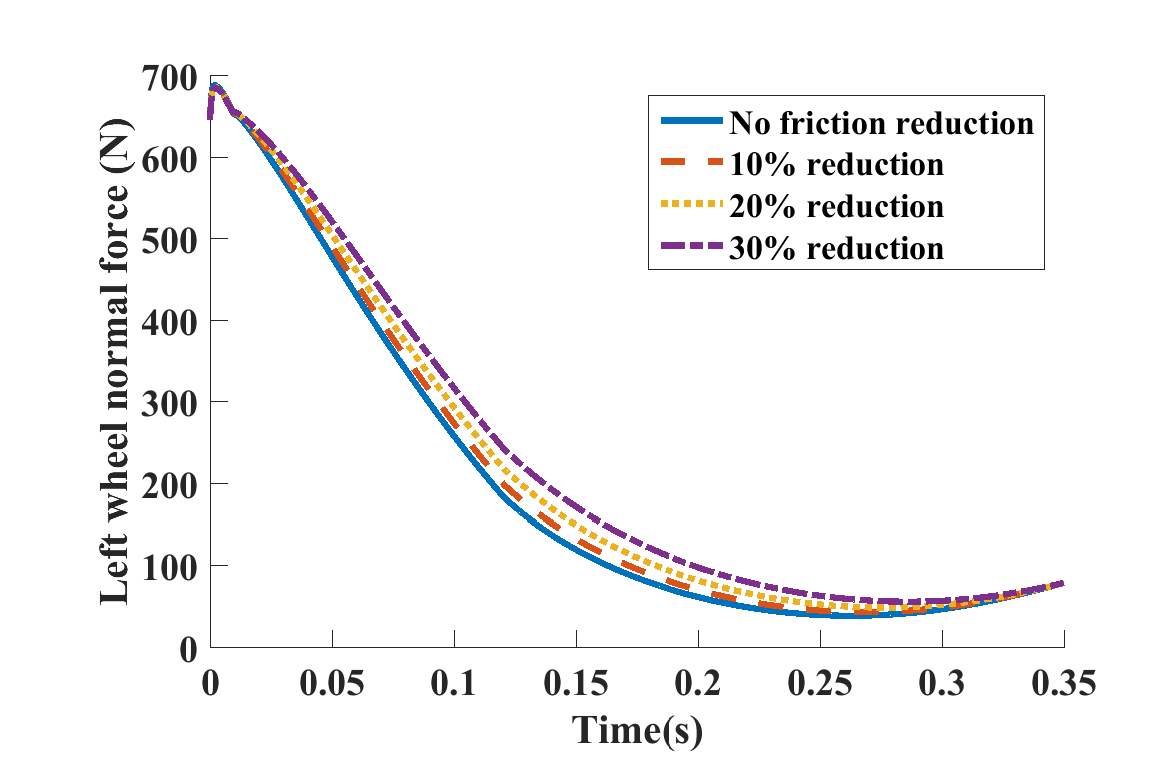 700
600
500
400
300
200
100
0
Left wheel normal force (N)
No friction reduction
10% reduction
20% reduction
30% reduction
0 0.05 0.1 0.15 0.2 0.25 0.3 0.35
Time(s)